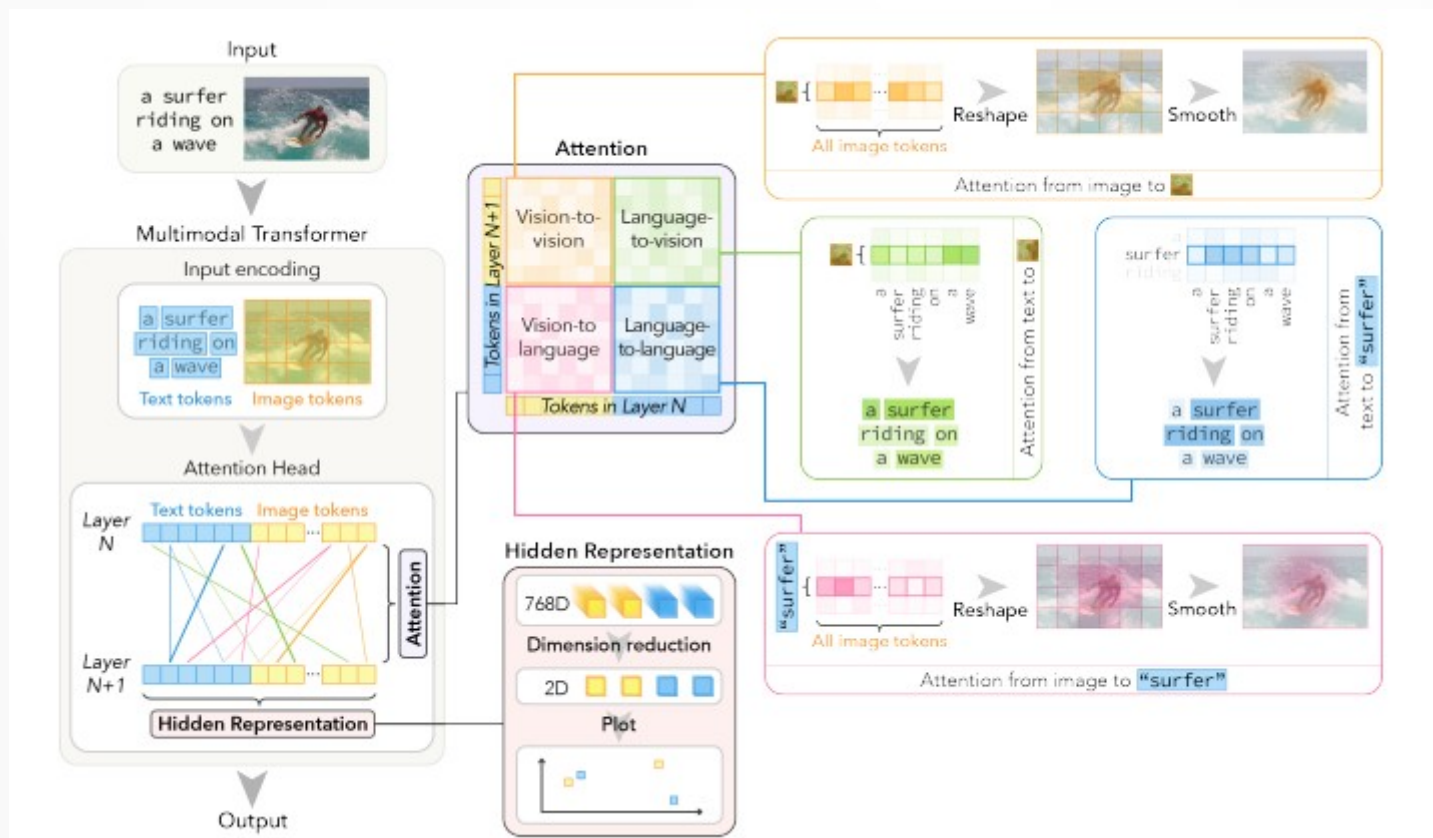 Input
a surfer
riding on
a wave
Multimodal Transformer
Input encoding
a surfer
riding on
a wave
Text tokens
Image tokens
Attention Head
Layer
N
Text tokens
Image tokens
...
Layer
N+1
...
Attention
Hidden Representation
Output
Attention
Tokens in Layer N+1
Vision-to-
vision
Language-
to-vision
Vision-to
language
Language-
to-language
Tokens in Layer N
Hidden Representation
768D
Dimension reduction
2D
Plot
{
...
All image tokens
Reshape
Smooth
Attention from image to
{
a
surfer
riding
on
a
wave
a surfer
riding on
a wave
Attention from text to
a
surfer
riding
a
surfer
riding
on
a
wave
a surfer
riding on
a wave
Attention from
text to "surfer"
"surfer"
{
...
All image tokens
Reshape
Smooth
Attention from image to "surfer"